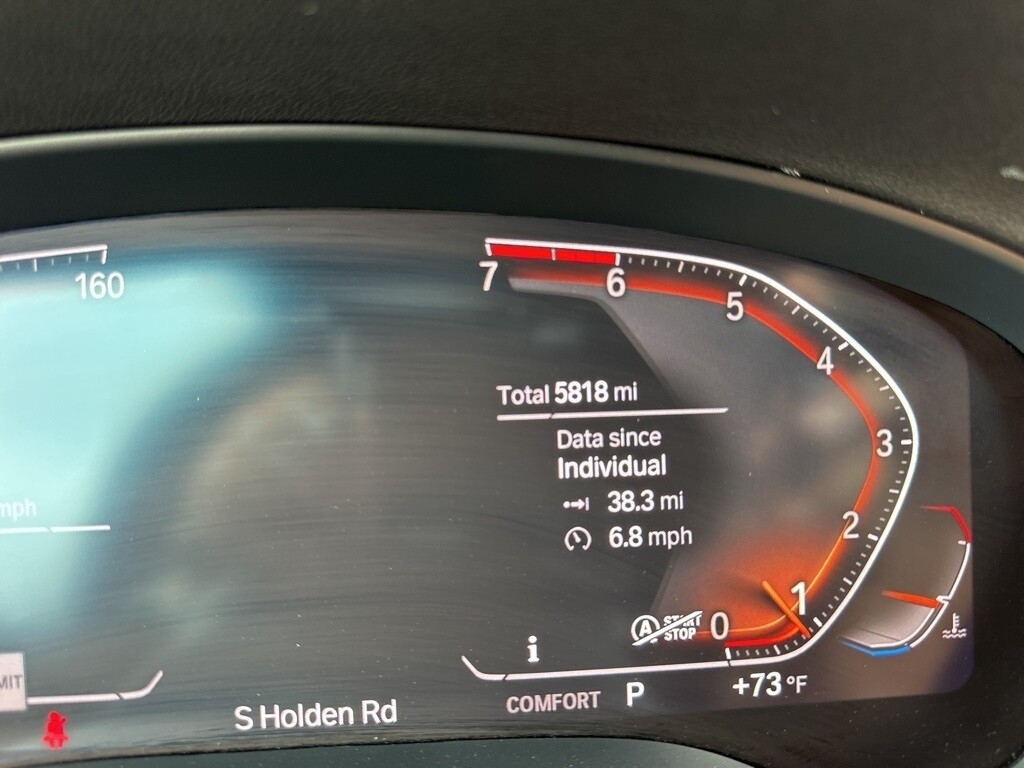 160
7
6
5
4
3
2
1
0
Total 5818 mi
Data since
Individual
38.3 mi
6.8 mph
mph
A START STOP
i
MIT
COMFORT P
+73 °F
S Holden Rd